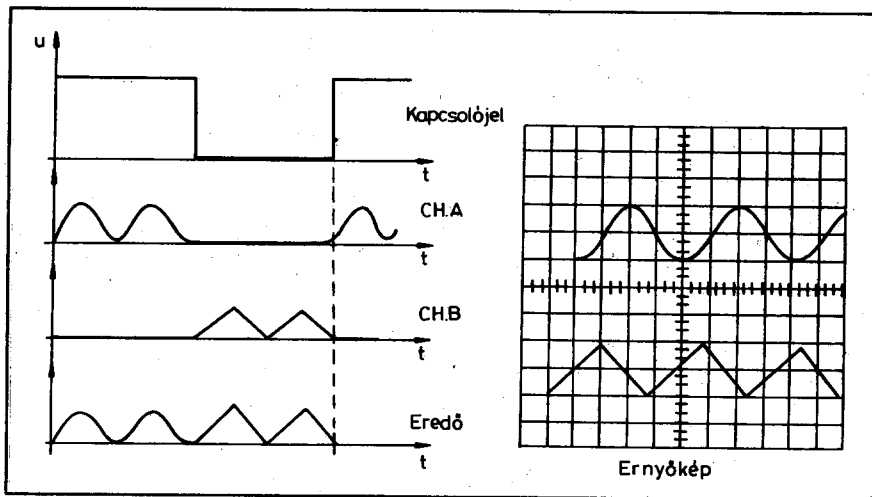 u
Kapcsolójel
t
CH.A
t
CH.B
t
Eredő
t
Ernyőkép